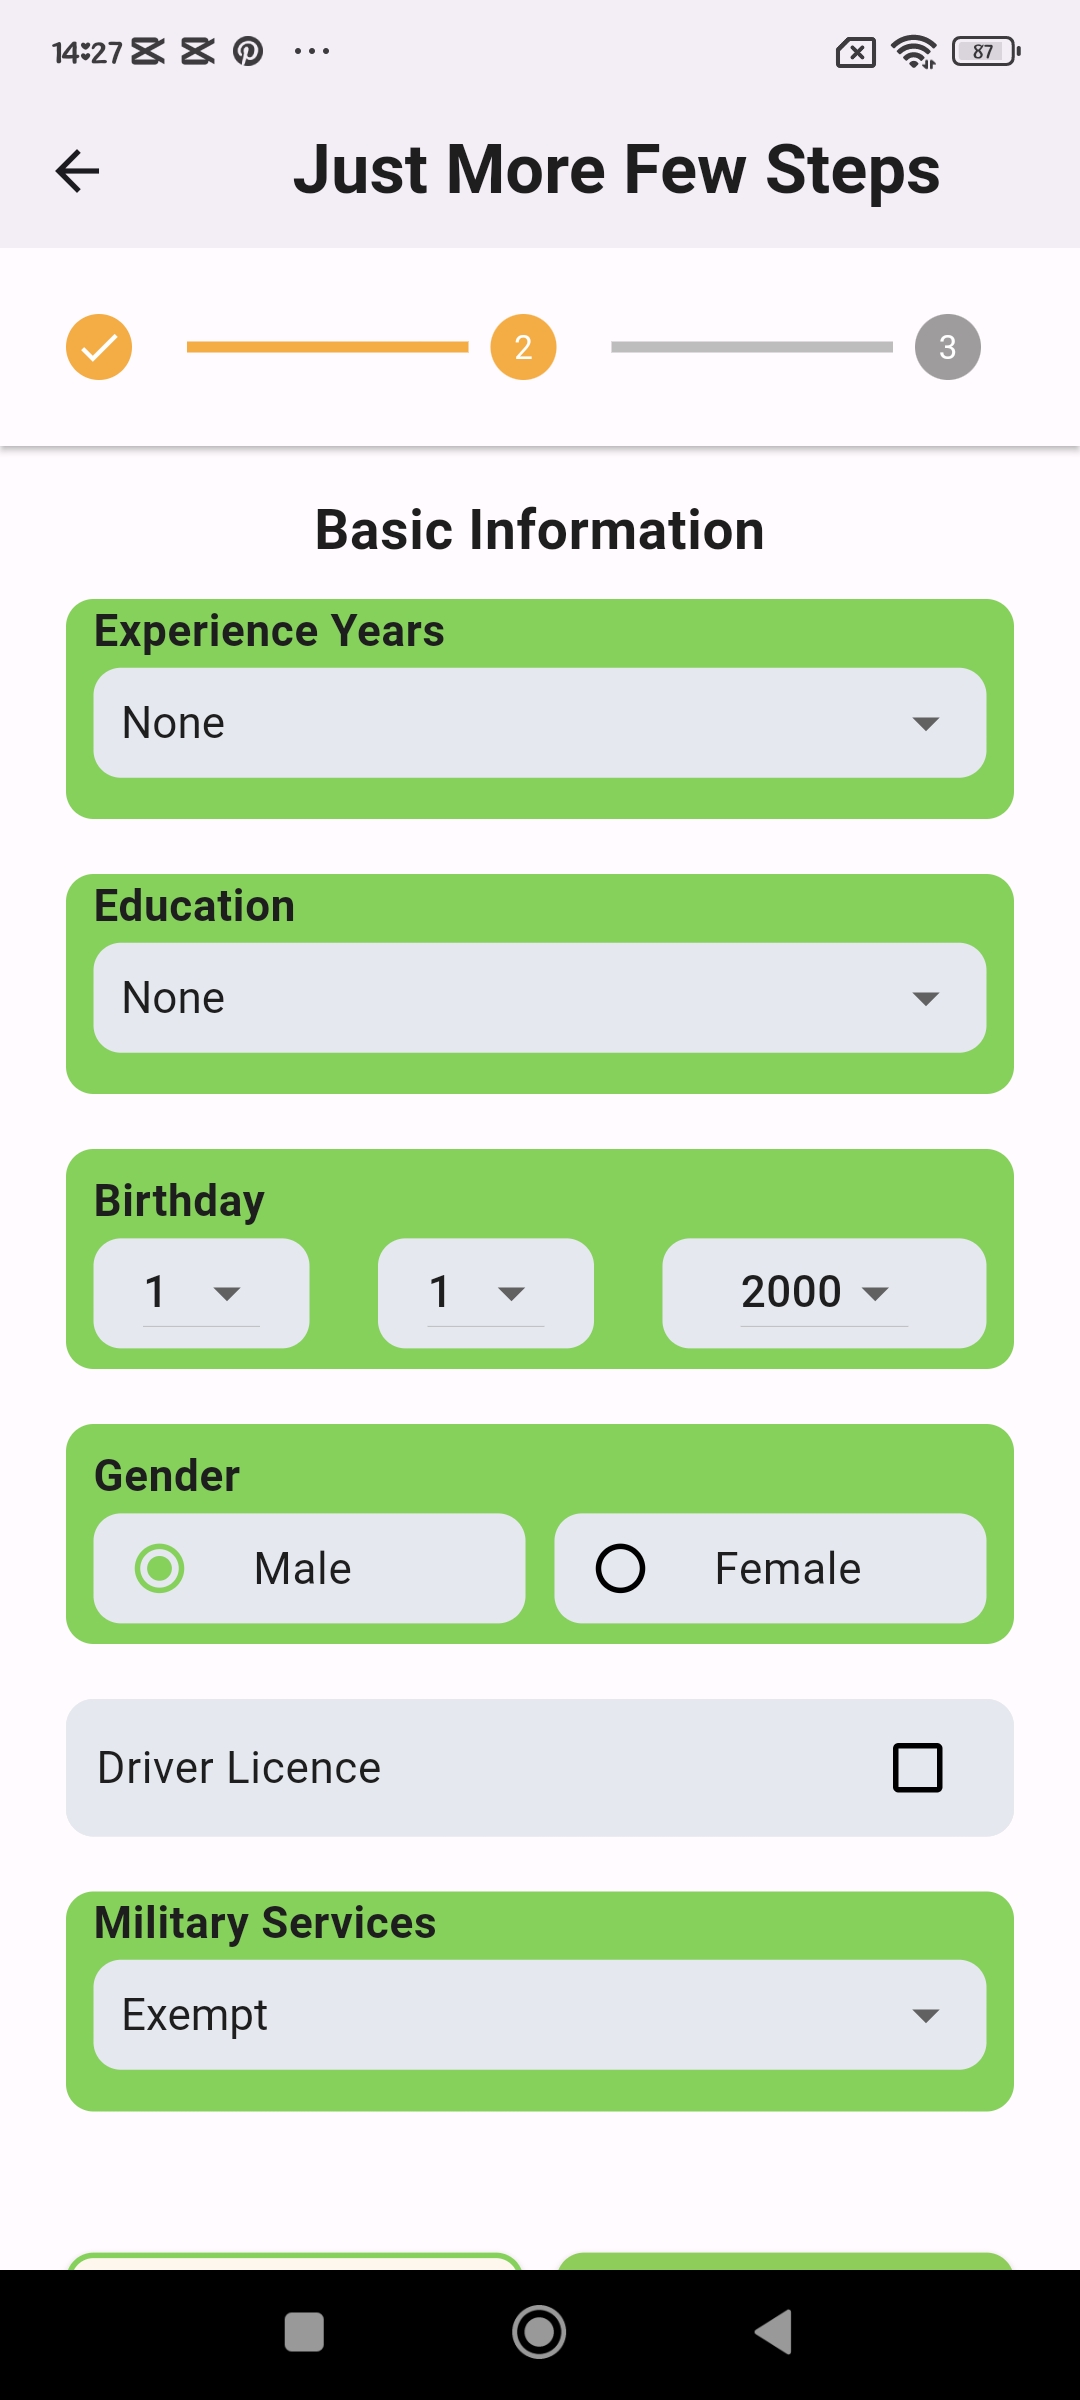 14:27
87
Just More Few Steps
2
3
Basic Information
Experience Years
None
Education
None
Birthday
1 1 2000
Gender
Male Female
Driver Licence
Military Services
Exempt